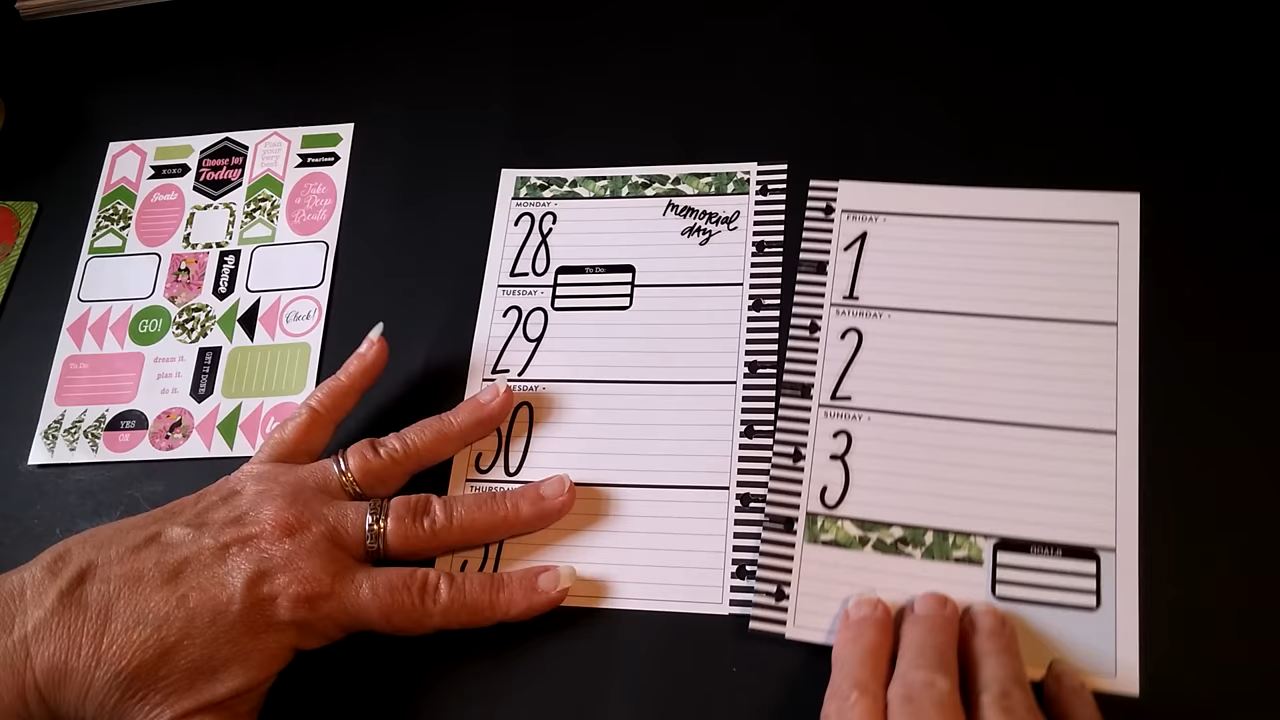 xoxo
Choose Joy
Today
Plan
your
very
best
Fearless
Goals
Take
a Deep
Breath
Please
GO!
Check!
To Do:
dream it.
plan it.
do it.
GET IT DONE!
YES
OR
MONDAY
28
memorial
day
To Do:
TUESDAY
29
30
THURSDAY
31
FRIDAY
1
SATURDAY
2
SUNDAY
3
GOALS